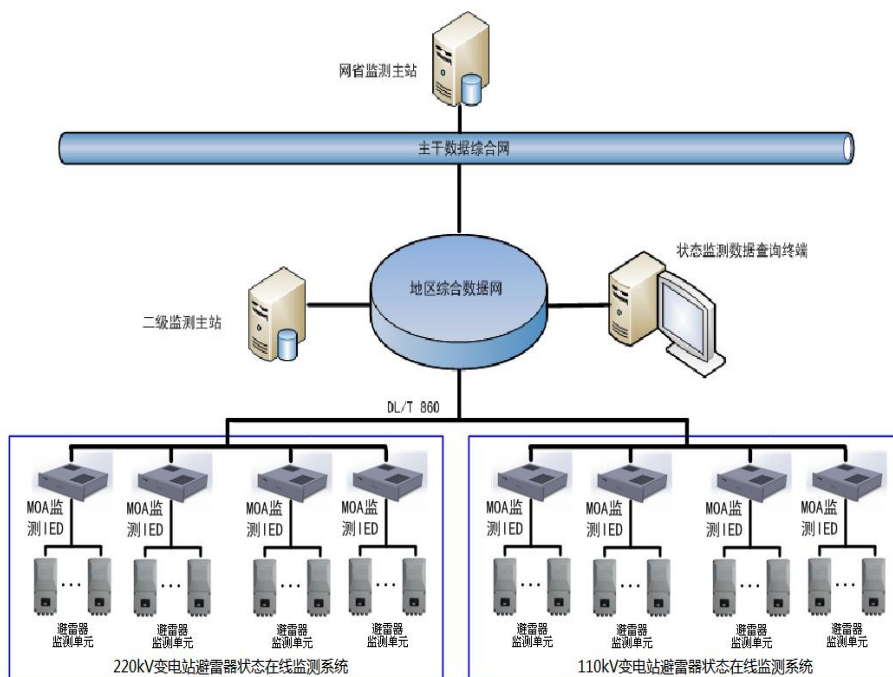 网省监测主站
主干数据综合网
状态监测数据查询终端
地区综合数据网
二级监测主站
DL/T 860
MOA监
测IED
MOA监
测IED
MOA监
测IED
MOA监
测IED
MOA监
测IED
MOA监
测IED
MOA监
测IED
MOA监
测IED
避雷器
监测单元
避雷器
监测单元
避雷器
监测单元
避雷器
监测单元
避雷器
监测单元
避雷器
监测单元
避雷器
监测单元
避雷器
监测单元
220kV变电站避雷器状态在线监测系统
110kV变电站避雷器状态在线监测系统